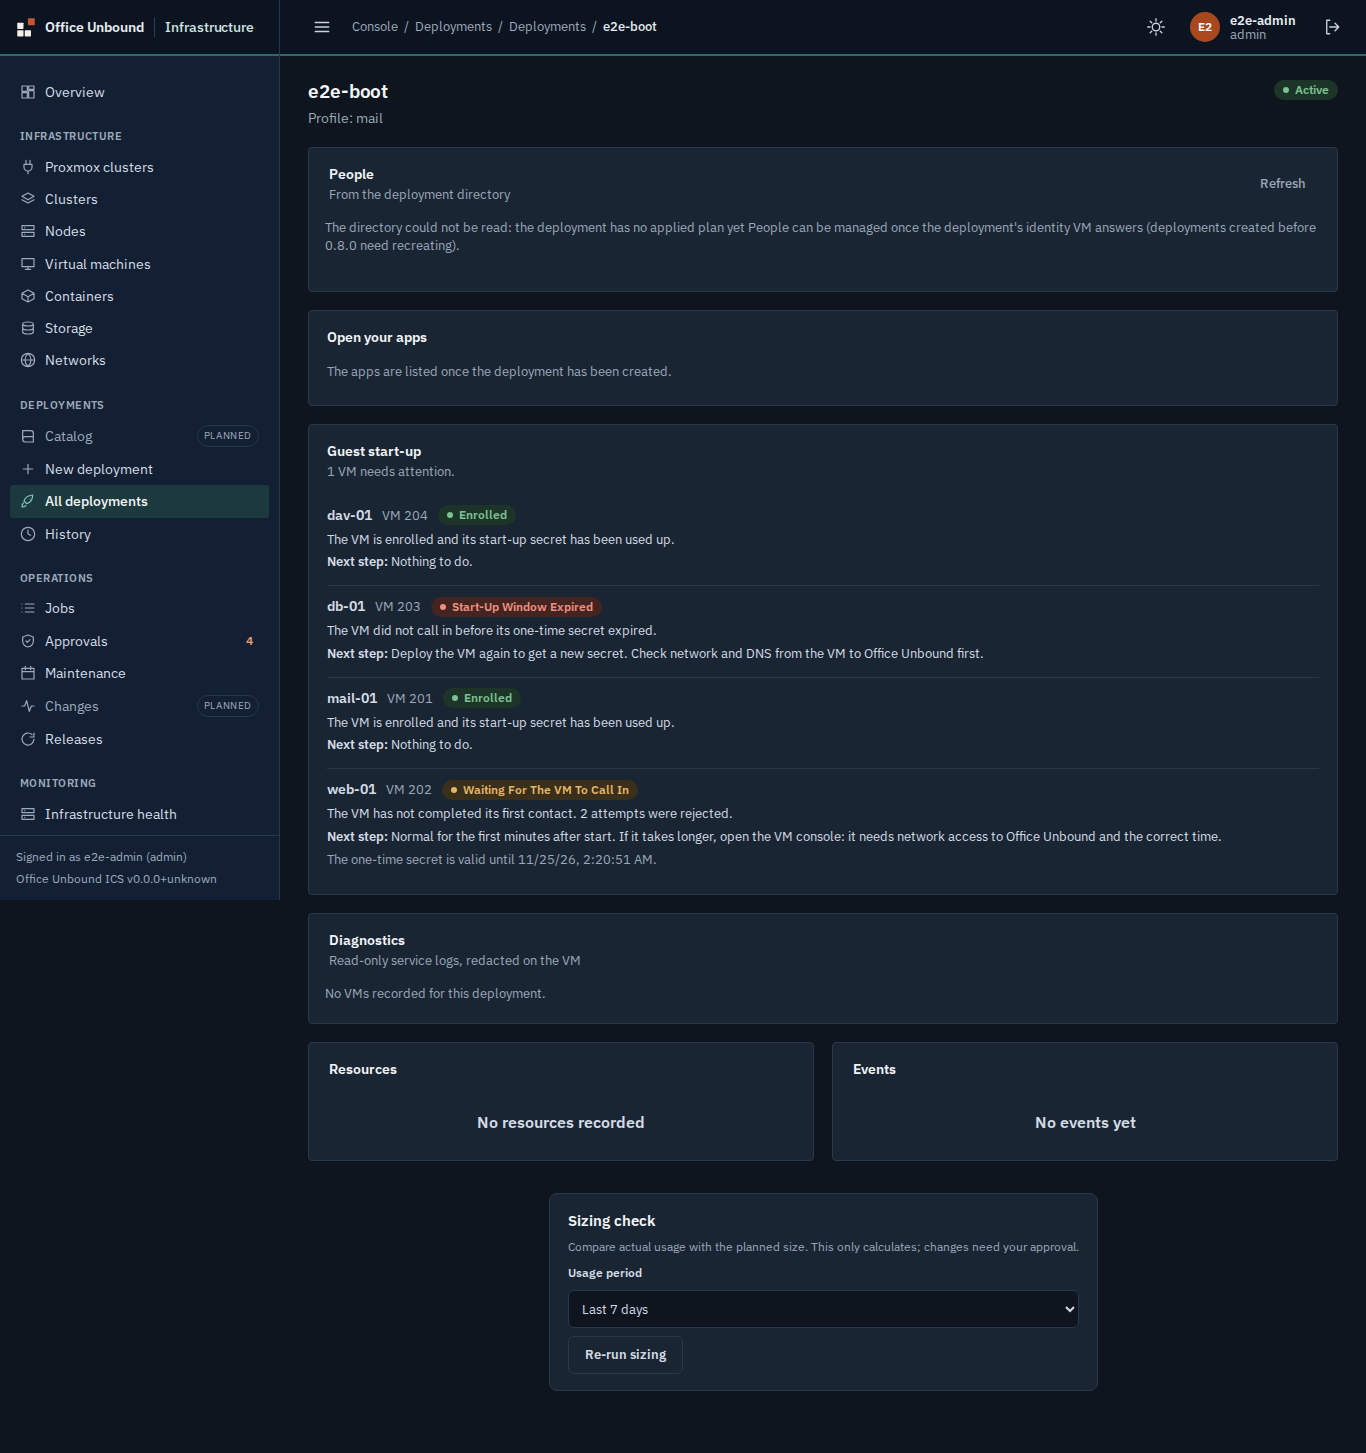 Office Unbound | Infrastructure
Console / Deployments / Deployments / e2e-boot
E2
e2e-admin
admin
Overview
INFRASTRUCTURE
Proxmox clusters
Clusters
Nodes
Virtual machines
Containers
Storage
Networks
DEPLOYMENTS
Catalog PLANNED
New deployment
All deployments
History
OPERATIONS
Jobs
Approvals 4
Maintenance
Changes PLANNED
Releases
MONITORING
Infrastructure health
Signed in as e2e-admin (admin)
Office Unbound ICS v0.0.0+unknown
e2e-boot
Active
Profile: mail
People
From the deployment directory
Refresh
The directory could not be read: the deployment has no applied plan yet People can be managed once the deployment's identity VM answers (deployments created before
0.8.0 need recreating).
Open your apps
The apps are listed once the deployment has been created.
Guest start-up
1 VM needs attention.
dav-01 VM 204 Enrolled
The VM is enrolled and its start-up secret has been used up.
Next step: Nothing to do.
db-01 VM 203 Start-Up Window Expired
The VM did not call in before its one-time secret expired.
Next step: Deploy the VM again to get a new secret. Check network and DNS from the VM to Office Unbound first.
mail-01 VM 201 Enrolled
The VM is enrolled and its start-up secret has been used up.
Next step: Nothing to do.
web-01 VM 202 Waiting For The VM To Call In
The VM has not completed its first contact. 2 attempts were rejected.
Next step: Normal for the first minutes after start. If it takes longer, open the VM console: it needs network access to Office Unbound and the correct time.
The one-time secret is valid until 11/25/26, 2:20:51 AM.
Diagnostics
Read-only service logs, redacted on the VM
No VMs recorded for this deployment.
Resources
No resources recorded
Events
No events yet
Sizing check
Compare actual usage with the planned size. This only calculates; changes need your approval.
Usage period
Last 7 days
Re-run sizing